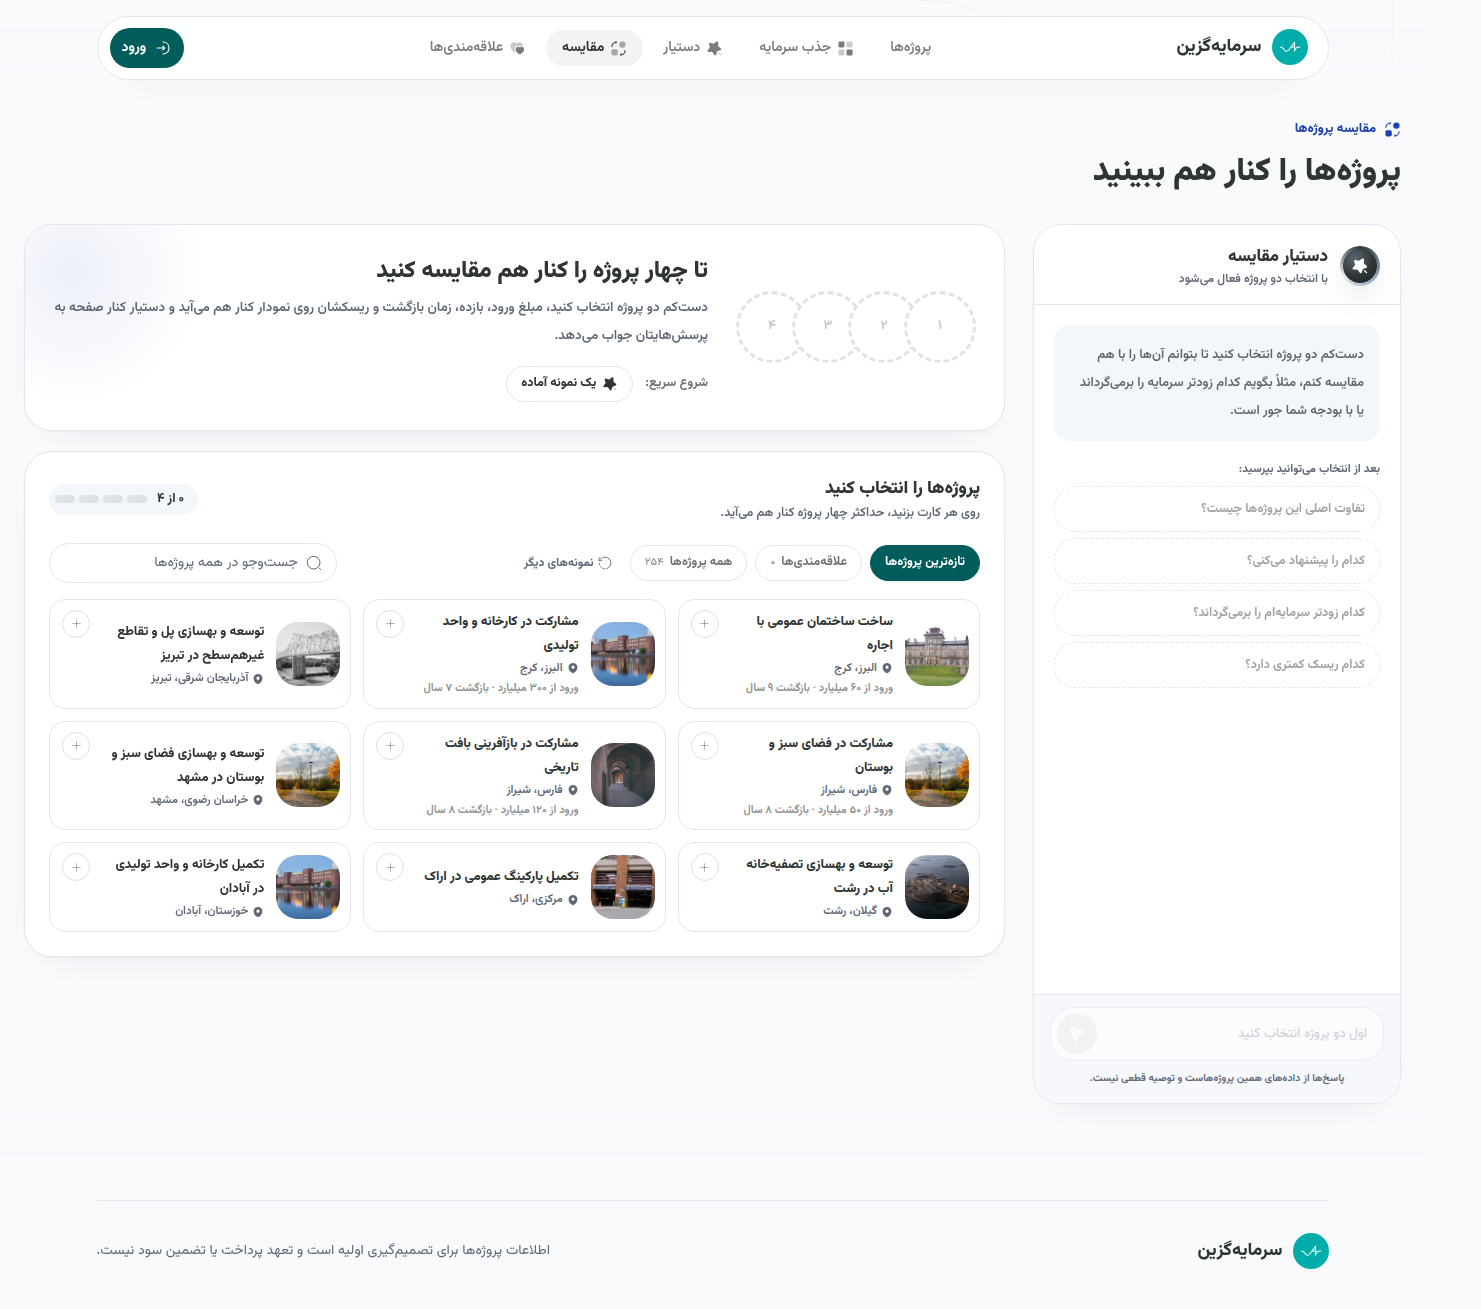 سرمایه‌گزین
پروژه‌ها
جذب سرمایه
دستیار
مقایسه
علاقه‌مندی‌ها
ورود
مقایسه پروژه‌ها
پروژه‌ها را کنار هم ببینید
دستیار مقایسه
با انتخاب دو پروژه فعال می‌شود
دست‌کم دو پروژه انتخاب کنید تا بتوانم آن‌ها را با هم
مقایسه کنم، مثلاً بگویم کدام زودتر سرمایه را برمی‌گرداند
یا با بودجه شما جور است.
بعد از انتخاب می‌توانید بپرسید:
تفاوت اصلی این پروژه‌ها چیست؟
کدام را پیشنهاد می‌کنی؟
کدام زودتر سرمایه‌ام را برمی‌گرداند؟
کدام ریسک کمتری دارد؟
اول دو پروژه انتخاب کنید
پاسخ‌ها از داده‌های همین پروژه‌هاست و توصیه قطعی نیست.
۱ ۲ ۳ ۴
تا چهار پروژه را کنار هم مقایسه کنید
دست‌کم دو پروژه انتخاب کنید، مبلغ ورود، بازده، زمان بازگشت و ریسکشان روی نمودار کنار هم می‌آید و دستیار کنار صفحه به
پرسش‌هایتان جواب می‌دهد.
شروع سریع:
یک نمونه آماده
پروژه‌ها را انتخاب کنید
روی هر کارت بزنید، حداکثر چهار پروژه کنار هم می‌آید.
۰ از ۴
تازه‌ترین پروژه‌ها
علاقه‌مندی‌ها ۰
همه پروژه‌ها ۲۵۴
نمونه‌های دیگر
جست‌وجو در همه پروژه‌ها
ساخت ساختمان عمومی با
اجاره
البرز، کرج
ورود از ۶۰ میلیارد · بازگشت ۹ سال
مشارکت در کارخانه و واحد
تولیدی
البرز، کرج
ورود از ۳۰۰ میلیارد · بازگشت ۷ سال
توسعه و بهسازی پل و تقاطع
غیرهم‌سطح در تبریز
آذربایجان شرقی، تبریز
مشارکت در فضای سبز و
بوستان
فارس، شیراز
ورود از ۵۰ میلیارد · بازگشت ۸ سال
مشارکت در بازآفرینی بافت
تاریخی
فارس، شیراز
ورود از ۱۲۰ میلیارد · بازگشت ۸ سال
توسعه و بهسازی فضای سبز و
بوستان در مشهد
خراسان رضوی، مشهد
توسعه و بهسازی تصفیه‌خانه
آب در رشت
گیلان، رشت
تکمیل پارکینگ عمومی در اراک
مرکزی، اراک
تکمیل کارخانه و واحد تولیدی
در آبادان
خوزستان، آبادان
سرمایه‌گزین
اطلاعات پروژه‌ها برای تصمیم‌گیری اولیه است و تعهد پرداخت یا تضمین سود نیست.